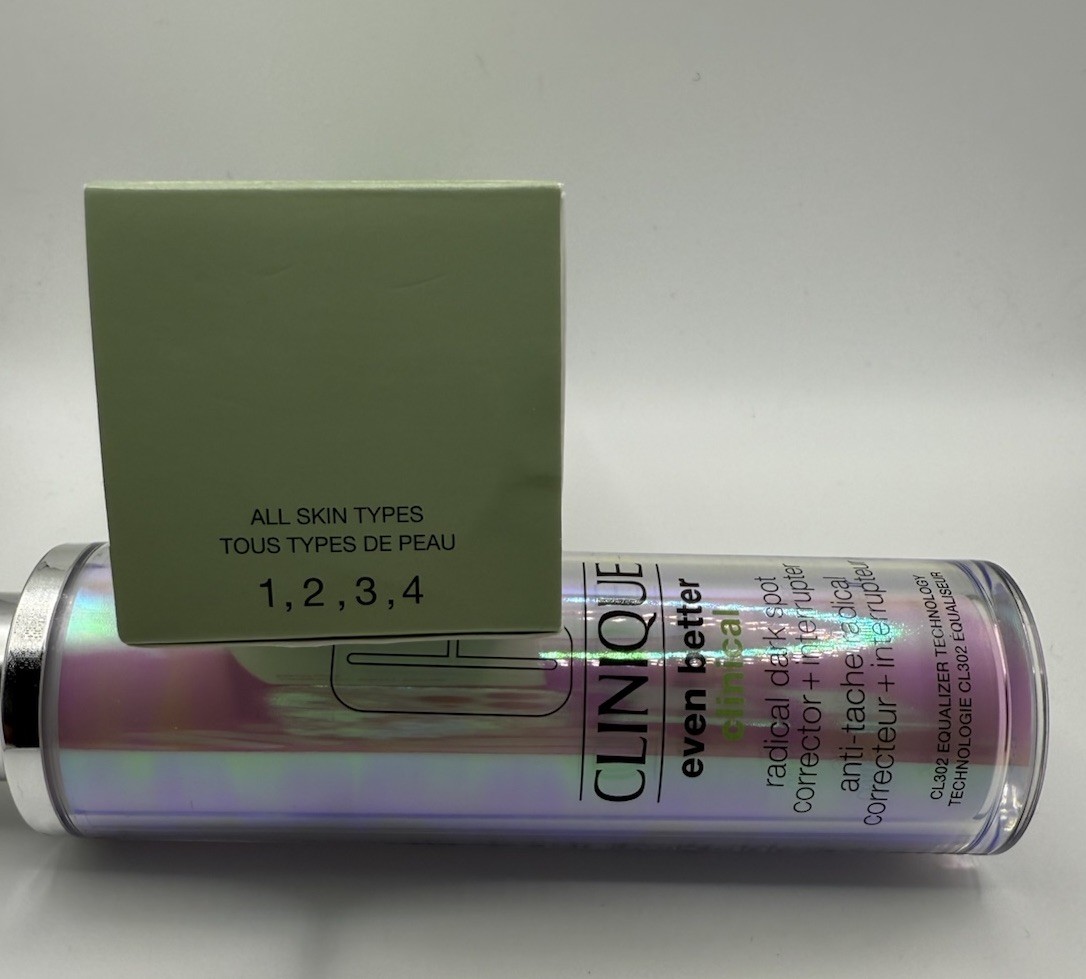 ALL SKIN TYPES
TOUS TYPES DE PEAU
1,2,3,4
CLINIQUE
even better
clinical
radical dark spot
corrector + interrupter
anti-taches radical
correcteur + interrupteur
CL302 EQUALIZER TECHNOLOGY
TECHNOLOGIE CL302 ÉQUALISEUR